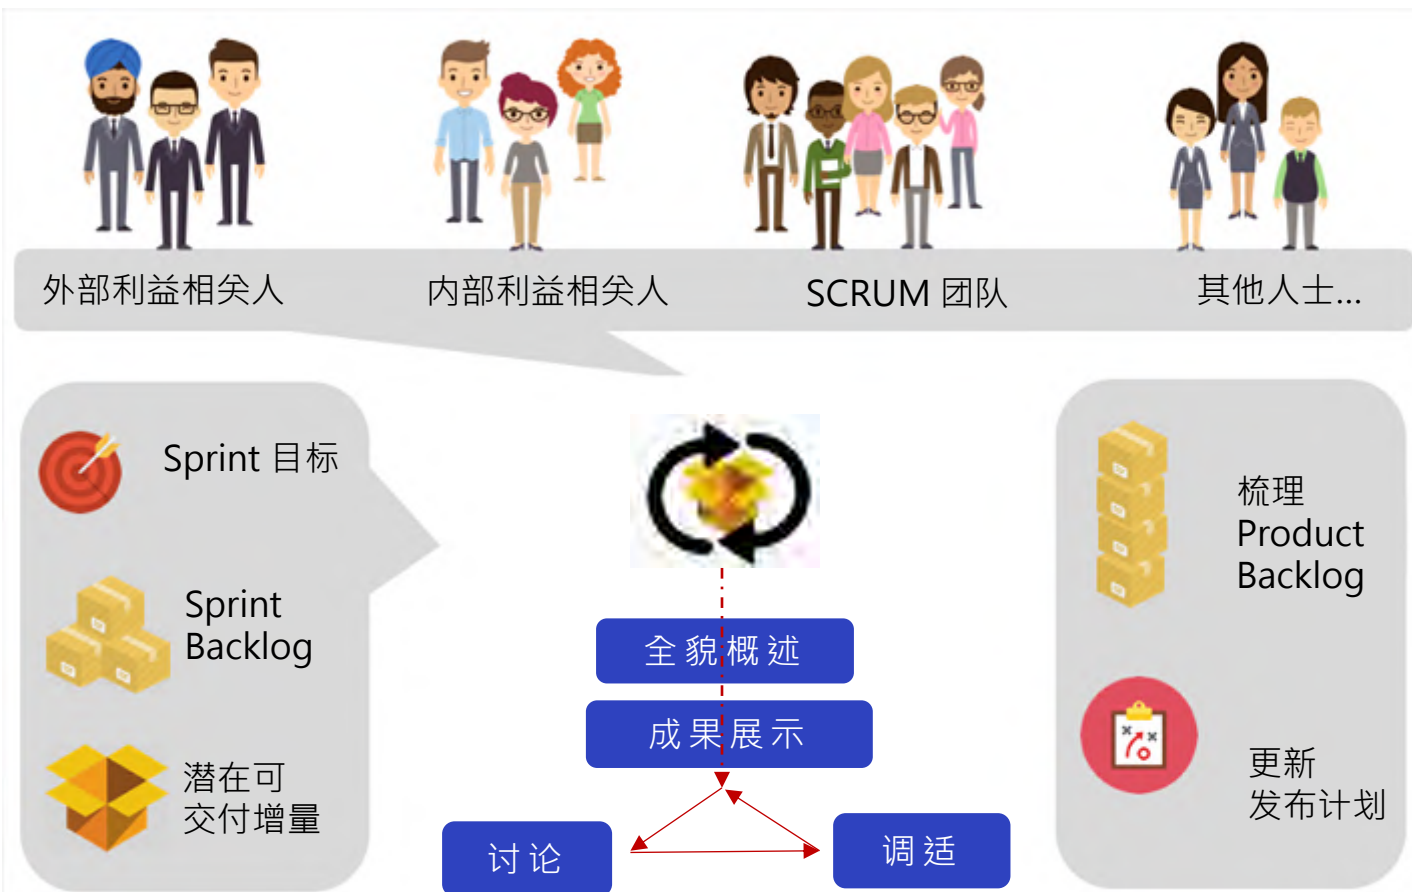 外部利益相关人
内部利益相关人
SCRUM 团队
其他人士...
Sprint 目标
Sprint
Backlog
潜在可
交付增量
全貌概述
成果展示
讨论
调适
梳理
Product
Backlog
更新
发布计划